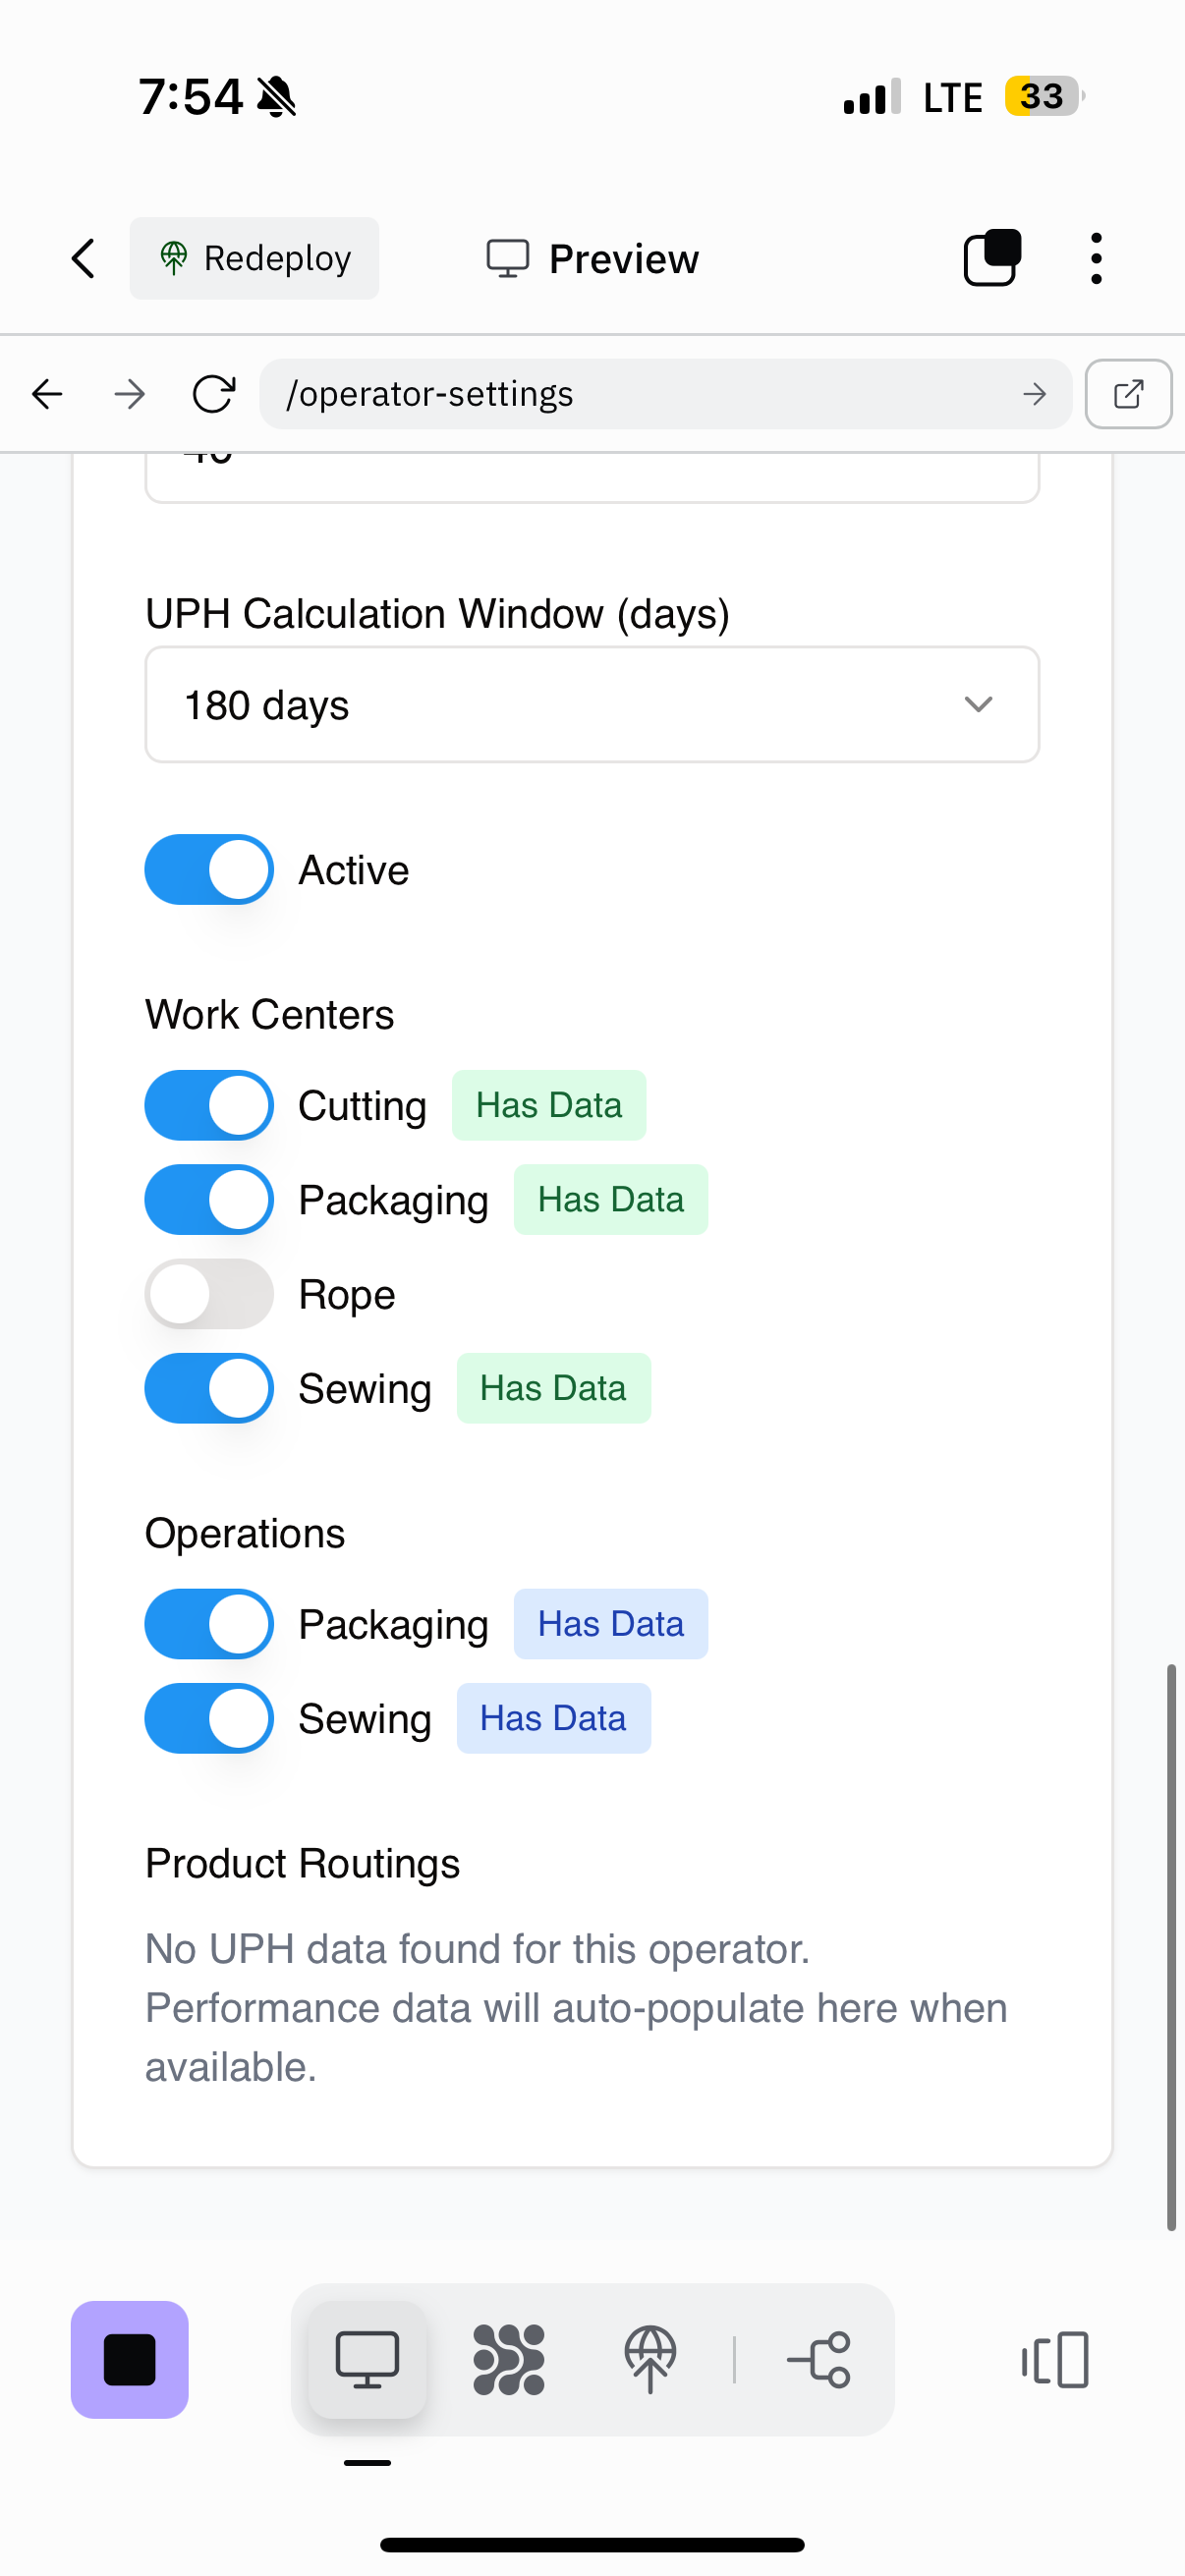 7:54
LTE
33
Redeploy
Preview
/operator-settings
UPH Calculation Window (days)
180 days
Active
Work Centers
Cutting
Has Data
Packaging
Has Data
Rope
Sewing
Has Data
Operations
Packaging
Has Data
Sewing
Has Data
Product Routings
No UPH data found for this operator.
Performance data will auto-populate here when
available.